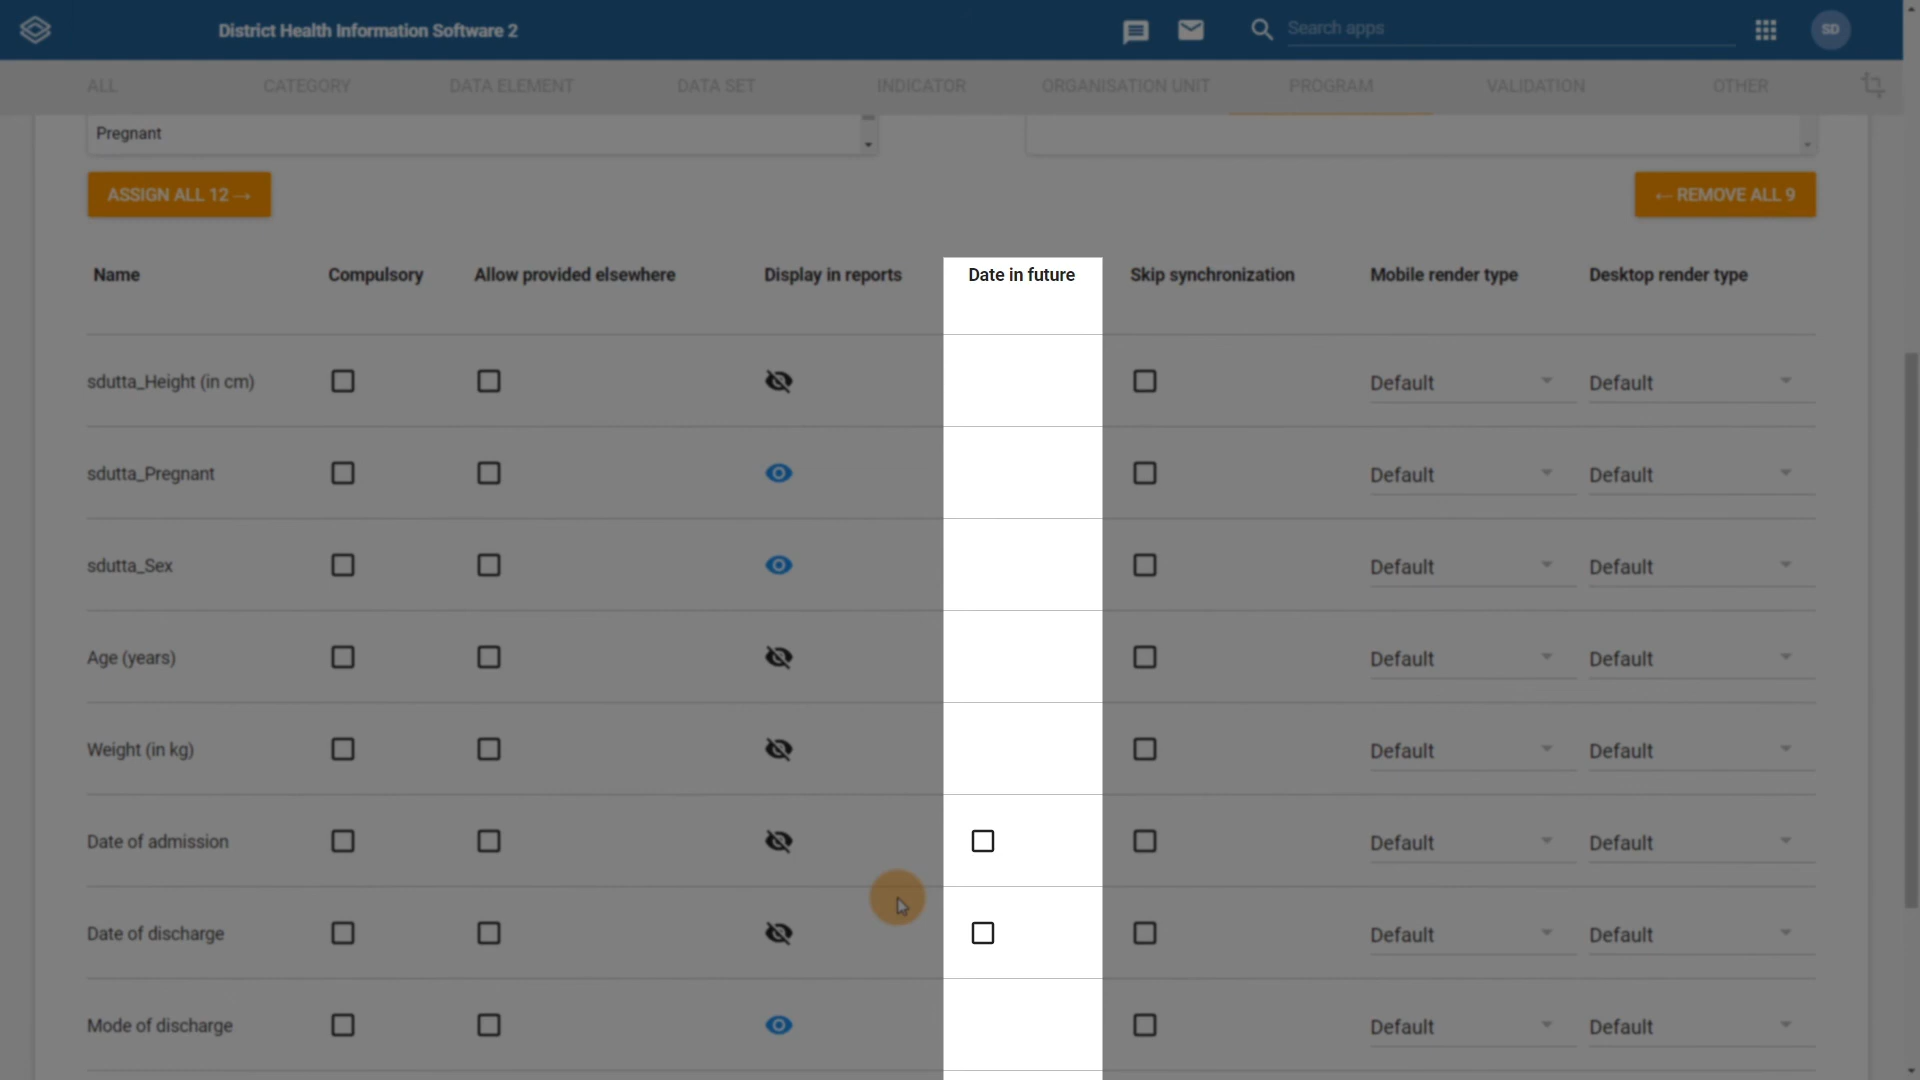 District Health Information Software 2
Search apps
SD
ALL CATEGORY DATA ELEMENT DATA SET INDICATOR ORGANISATION UNIT PROGRAM VALIDATION OTHER
Pregnant
ASSIGN ALL 12 →
← REMOVE ALL 9
Name Compulsory Allow provided elsewhere Display in reports Date in future Skip synchronization Mobile render type Desktop render type
sdutta_Height (in cm) Default Default
sdutta_Pregnant Default Default
sdutta_Sex Default Default
Age (years) Default Default
Weight (in kg) Default Default
Date of admission Default Default
Date of discharge Default Default
Mode of discharge Default Default